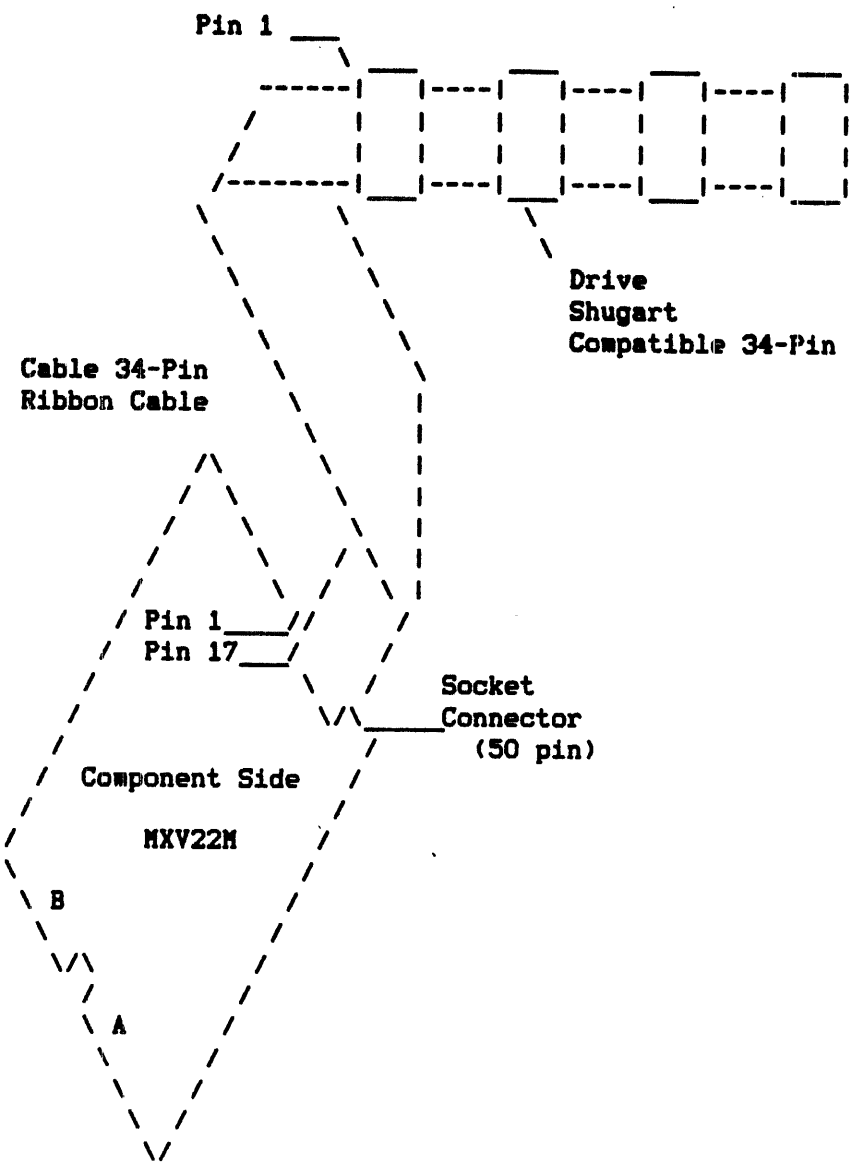 Pin 1
Drive
Shugart
Compatible 34-Pin
Cable 34-Pin
Ribbon Cable
Pin 1
Pin 17
Socket
Connector
(50 pin)
Component Side
MXV22M
B
A